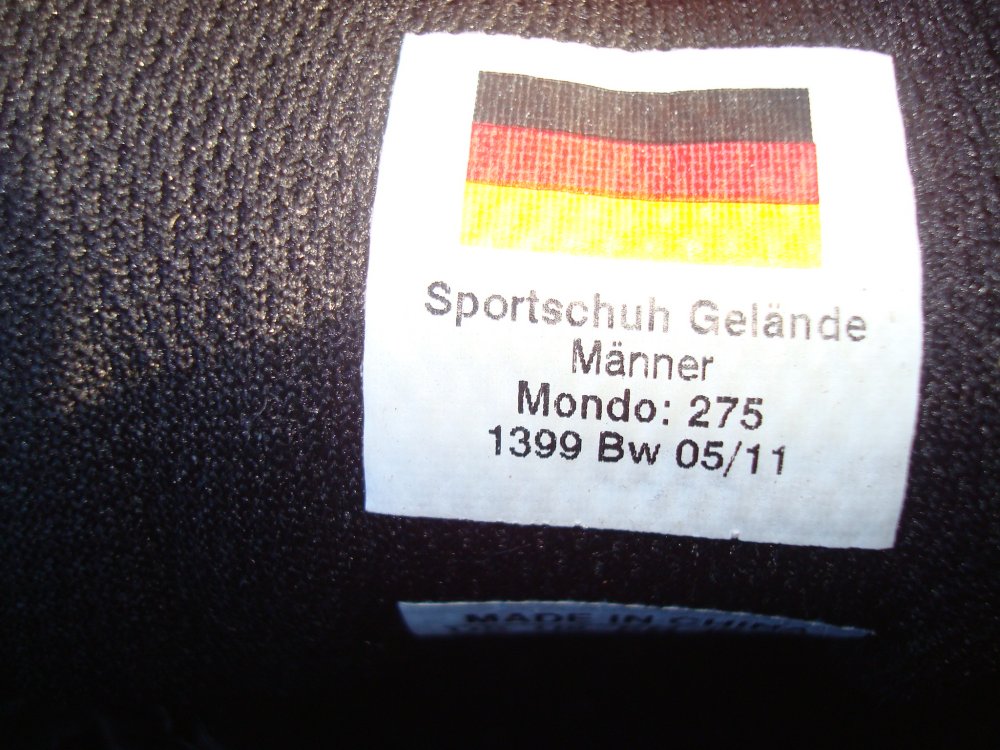 Sportschuh Gelände
Männer
Mondo: 275
1399 Bw 05/11
MADE IN CHINA